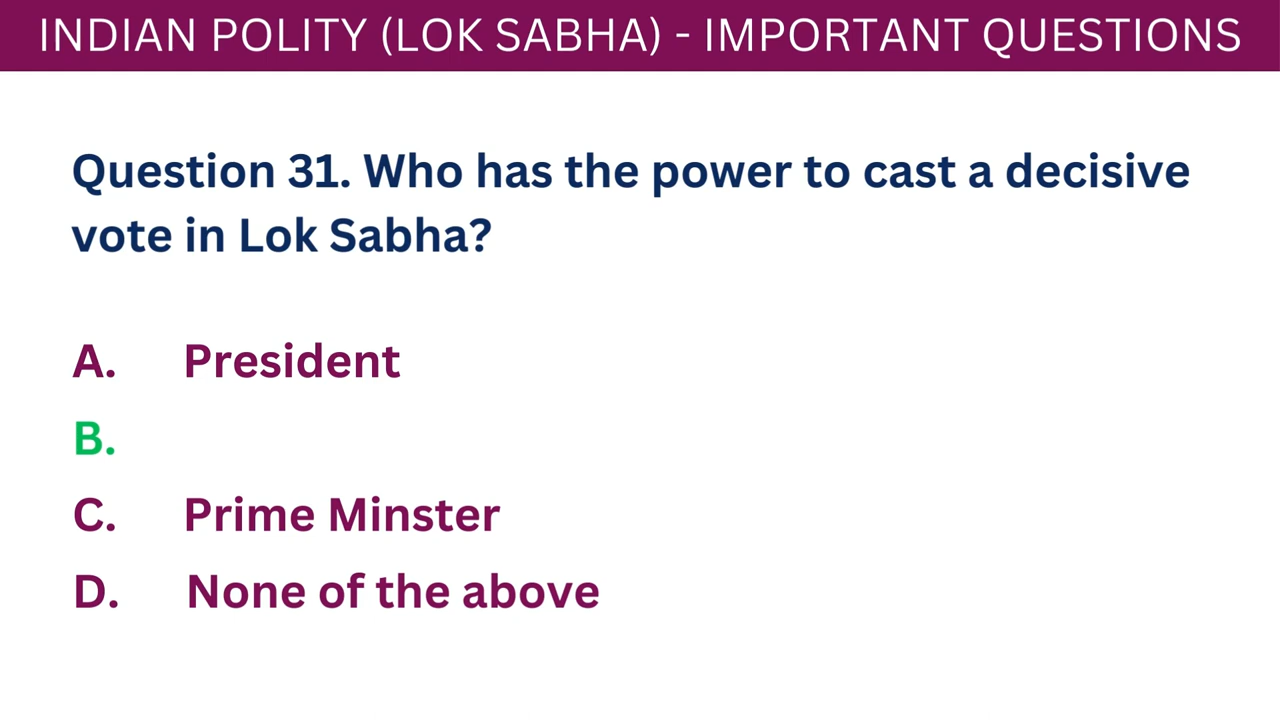 INDIAN POLITY (LOK SABHA) - IMPORTANT QUESTIONS
Question 31. Who has the power to cast a decisive
vote in Lok Sabha?
A. President
B.
C. Prime Minster
D. None of the above